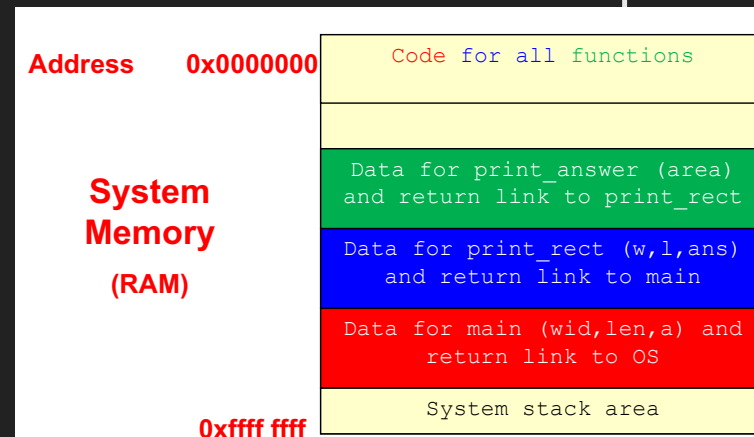 Address 0x0000000
Code for all functions
System
Memory
(RAM)
Data for print_answer (area)
and return link to print_rect
Data for print_rect (w,l,ans)
and return link to main
Data for main (wid,len,a) and
return link to OS
System stack area
0xffff ffff